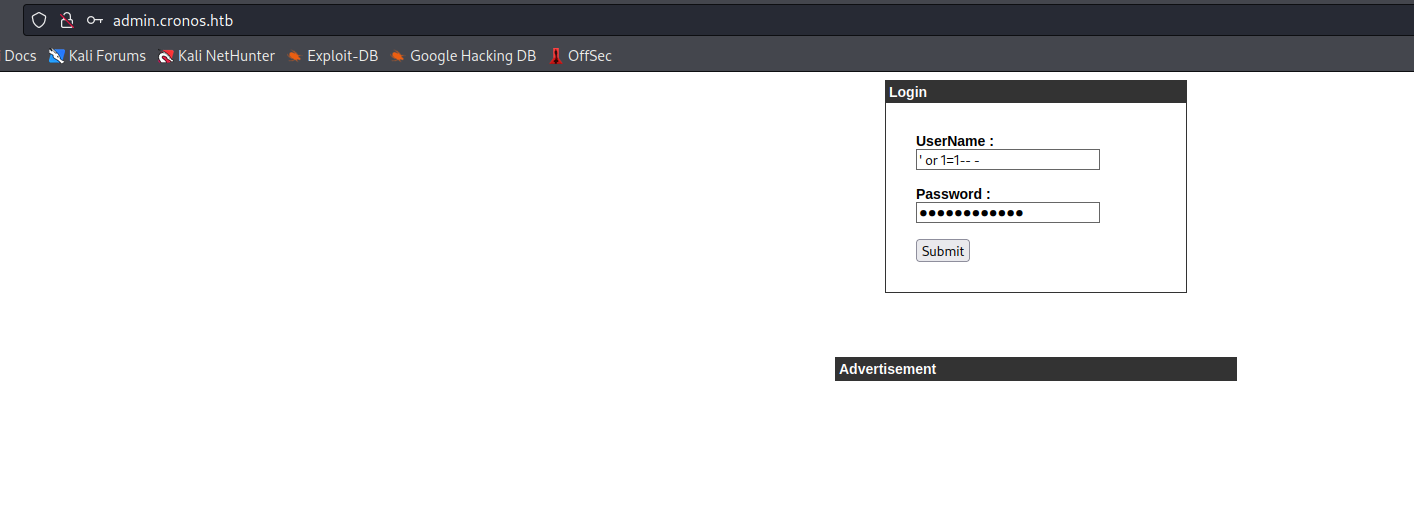 admin.cronos.htb
Docs Kali Forums Kali NetHunter Exploit-DB Google Hacking DB OffSec
Login
UserName :
' or 1=1-- -
Password :
●●●●●●●●●●●●
Submit
Advertisement